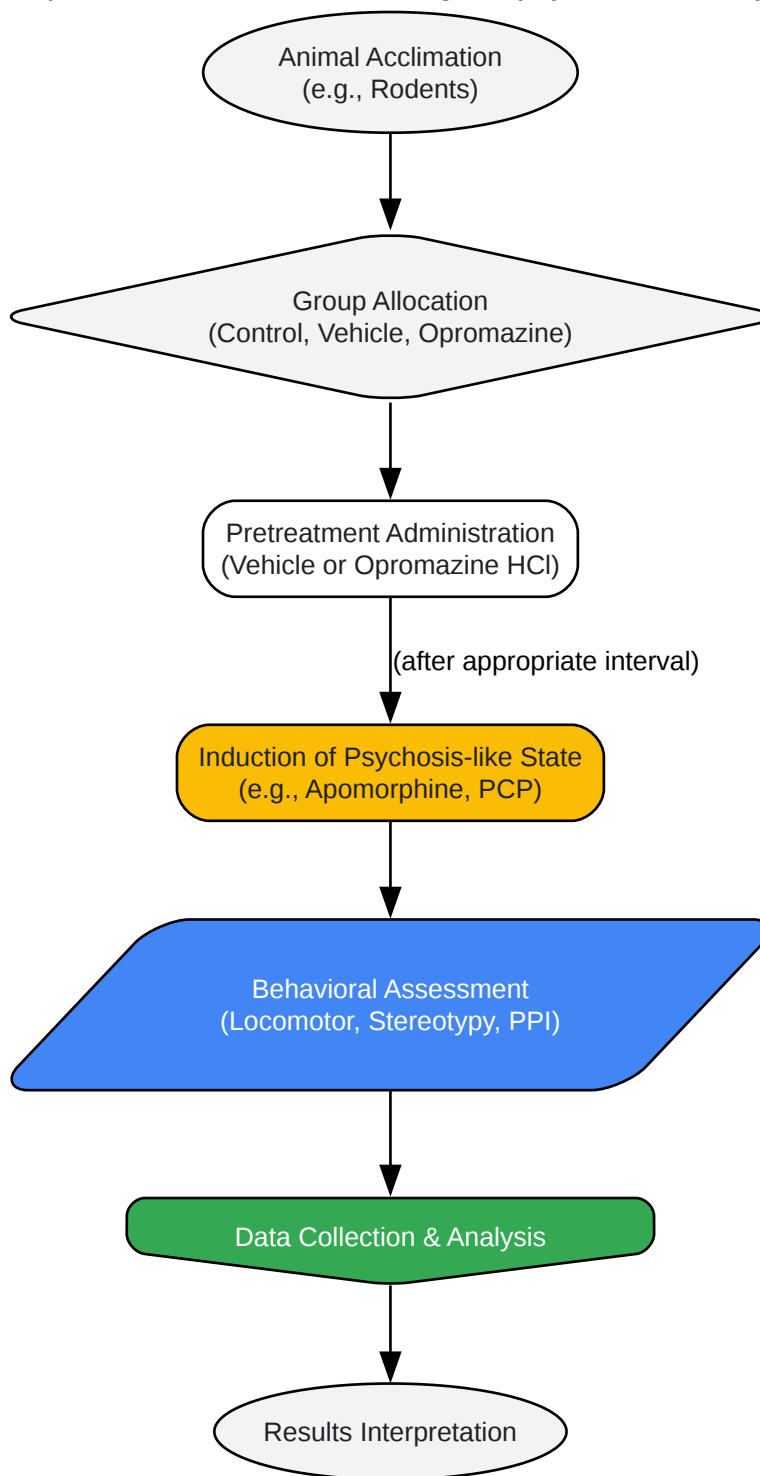 Animal Acclimation
(e.g., Rodents)
Group Allocation
(Control, Vehicle, Opromazine)
Pretreatment Administration
(Vehicle or Opromazine HCl)
(after appropriate interval)
Induction of Psychosis-like State
(e.g., Apomorphine, PCP)
Behavioral Assessment
(Locomotor, Stereotypy, PPI)
Data Collection & Analysis
Results Interpretation